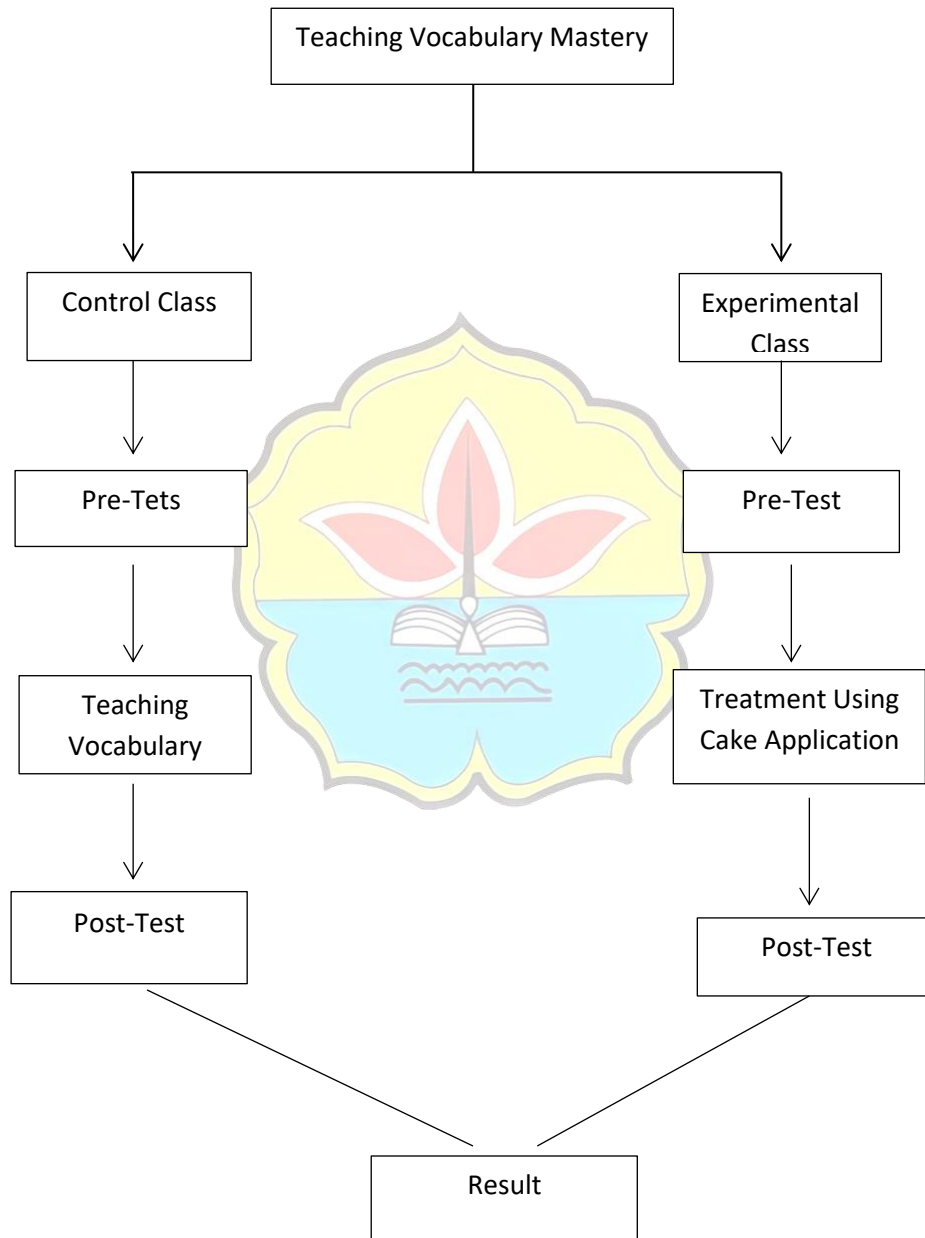 Teaching Vocabulary Mastery
Control Class
Experimental
Class
Pre-Tets
Pre-Test
Teaching
Vocabulary
Treatment Using
Cake Application
Post-Test
Post-Test
Result